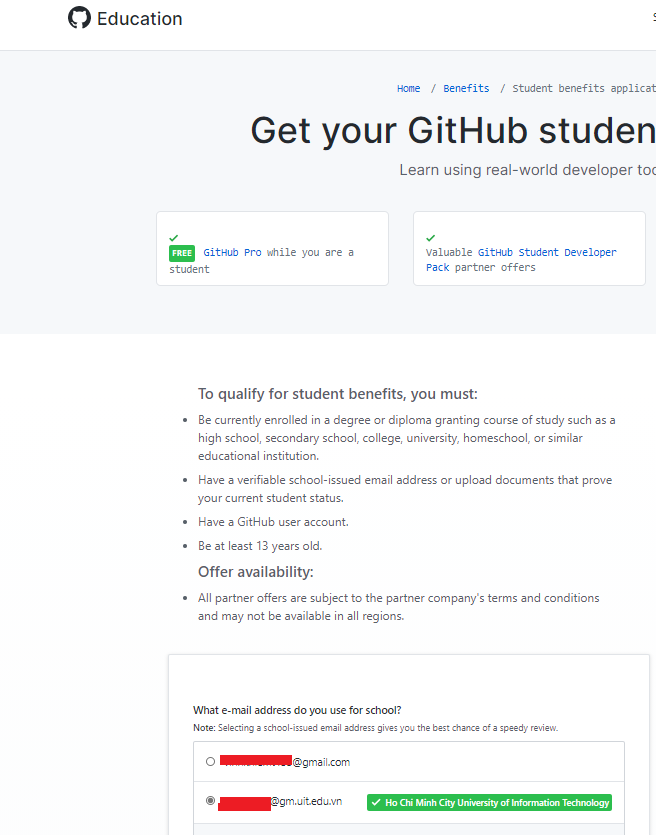 Education
Home / Benefits / Student benefits
Get your GitHub
Learn using real-world developer
FREE GitHub Pro while you are a
student
Valuable GitHub Student Developer
Pack partner offers
To qualify for student benefits, you must:
Be currently enrolled in a degree or diploma granting course of study such as a
high school, secondary school, college, university, homeschool, or similar
educational institution.
Have a verifiable school-issued email address or upload documents that prove
your current student status.
Have a GitHub user account.
Be at least 13 years old.
Offer availability:
All partner offers are subject to the partner company's terms and conditions
and may not be available in all regions.
What e-mail address do you use for school?
Note: Selecting a school-issued email address gives you the best chance of a speedy review.
@gmail.com
@gm.uit.edu.vn Ho Chi Minh City University of Information Technology